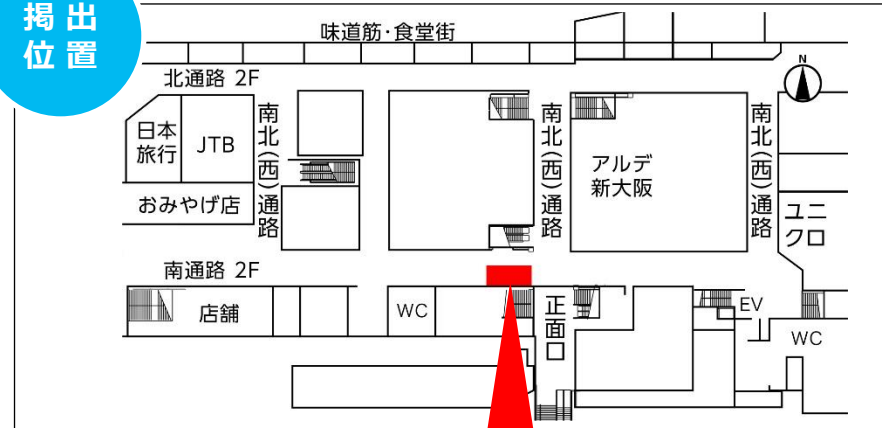 掲出
位置
味道筋・食堂街
北通路 2F
N
日本
旅行
JTB
南北(西)通路
南北(西)通路
南北(西)通路
アルデ
新大阪
おみやげ店
ユニ
クロ
南通路 2F
店舗
WC
正面口
EV
WC